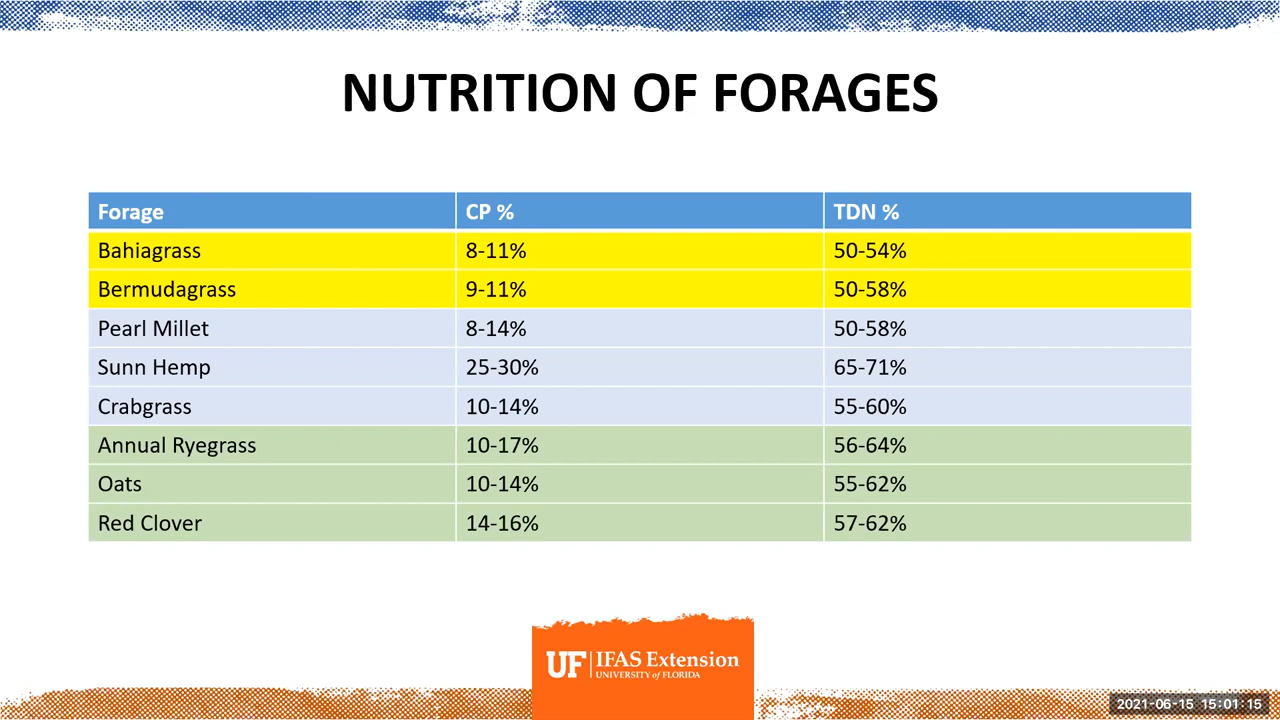 NUTRITION OF FORAGES
Forage CP % TDN %
Bahiagrass 8-11% 50-54%
Bermudagrass 9-11% 50-58%
Pearl Millet 8-14% 50-58%
Sunn Hemp 25-30% 65-71%
Crabgrass 10-14% 55-60%
Annual Ryegrass 10-17% 56-64%
Oats 10-14% 55-62%
Red Clover 14-16% 57-62%
UF IFAS Extension
UNIVERSITY of FLORIDA
2021-06-15 15:01:15